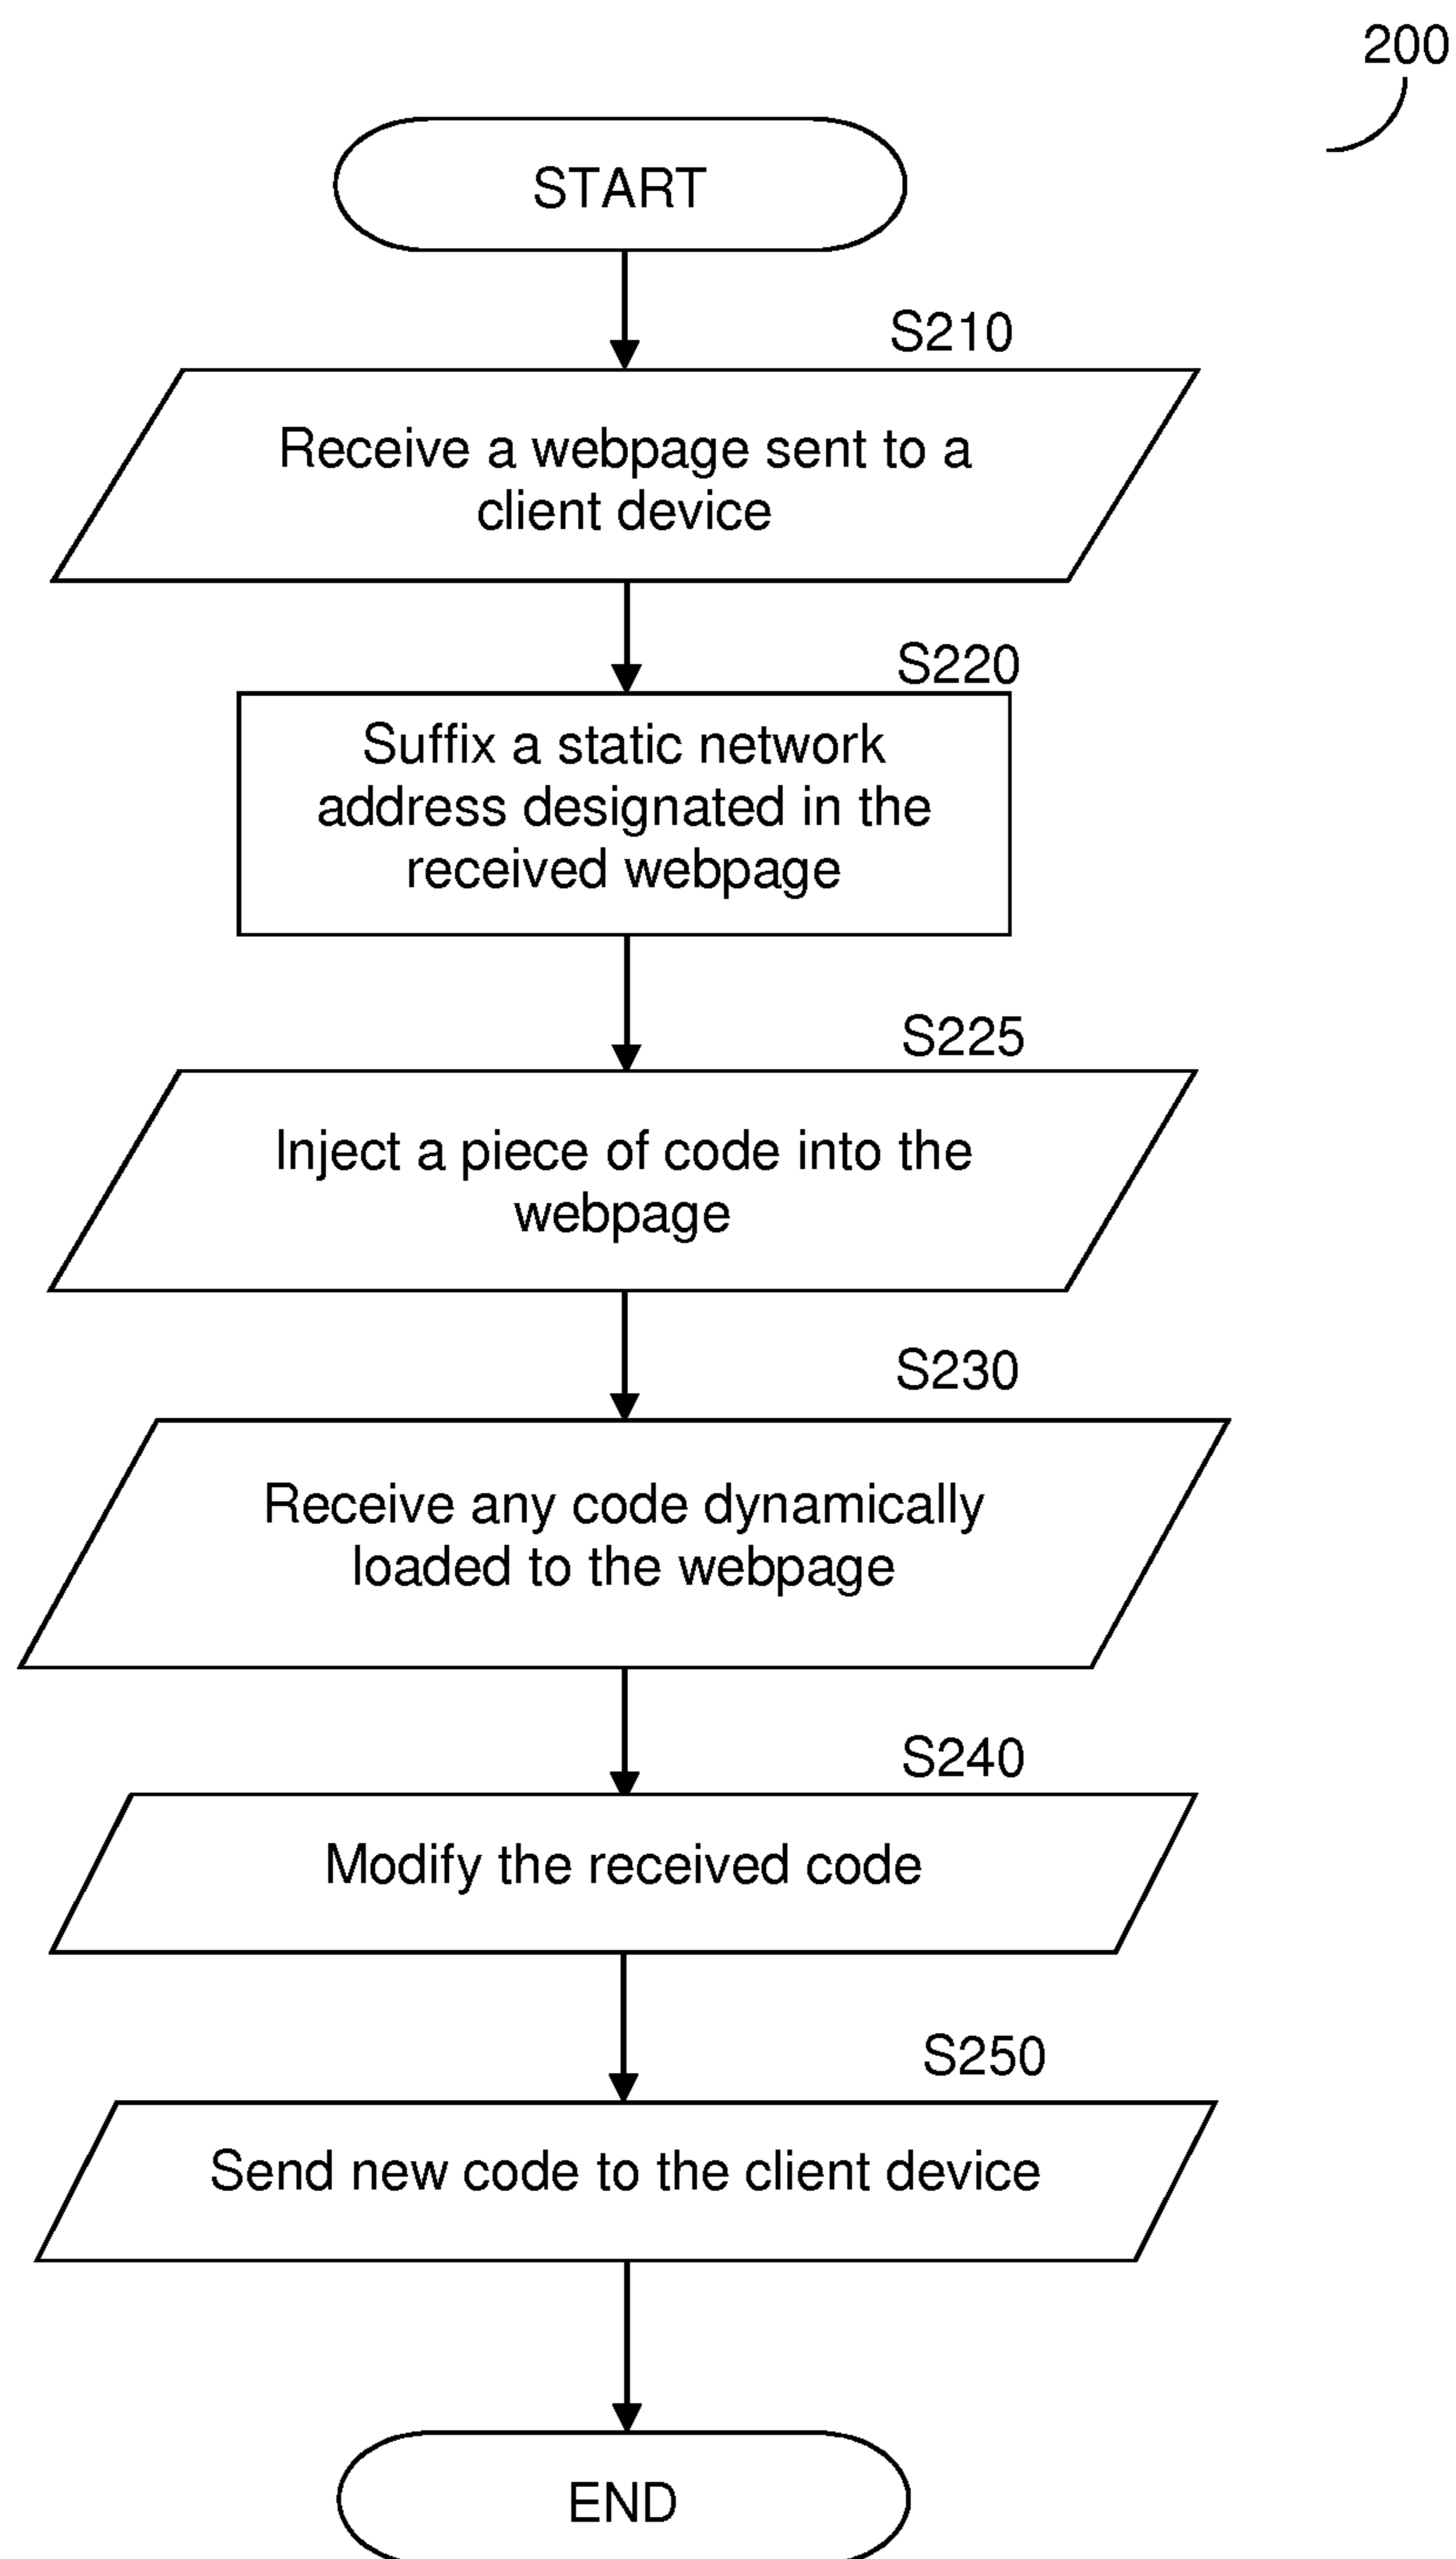 200
START
S210
Receive a webpage sent to a
client device
S220
Suffix a static network
address designated in the
received webpage
S225
Inject a piece of code into the
webpage
S230
Receive any code dynamically
loaded to the webpage
S240
Modify the received code
S250
Send new code to the client device
END